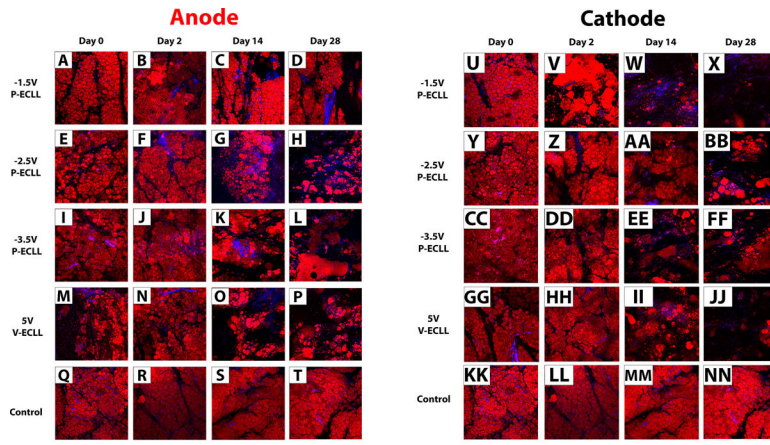 Anode Cathode
Day 0 Day 2 Day 14 Day 28 Day 0 Day 2 Day 14 Day 28
-1.5V P-ECLL A B C D -1.5V P-ECLL U V W X
-2.5V P-ECLL E F G H -2.5V P-ECLL Y Z AA BB
-3.5V P-ECLL I J K L -3.5V P-ECLL CC DD EE FF
5V V-ECLL M N O P 5V V-ECLL GG HH II JJ
Control Q R S T Control KK LL MM NN